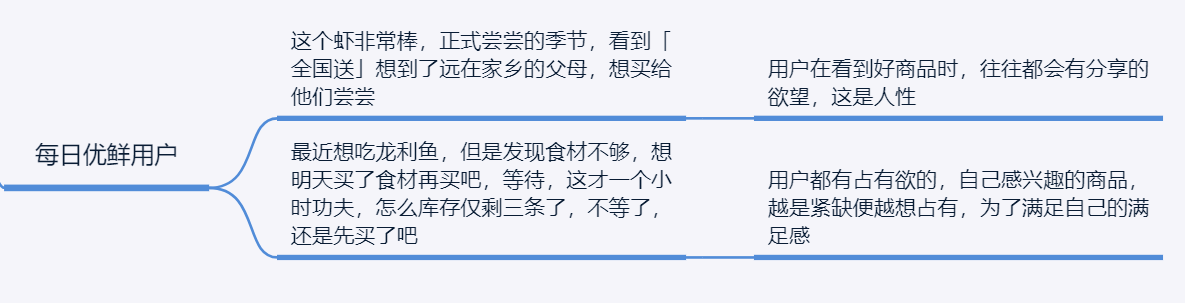 每日优鲜用户
这个虾非常棒，正式尝尝的季节，看到「
全国送」想到了远在家乡的父母，想买给
他们尝尝
用户在看到好商品时，往往都会有分享的
欲望，这是人性
最近想吃龙利鱼，但是发现食材不够，想
明天买了食材再买吧，等待，这才一个小
时功夫，怎么库存仅剩三条了，不等了，
还是先买了吧
用户都有占有欲的，自己感兴趣的商品，
越是紧缺便越想占有，为了满足自己的满
足感